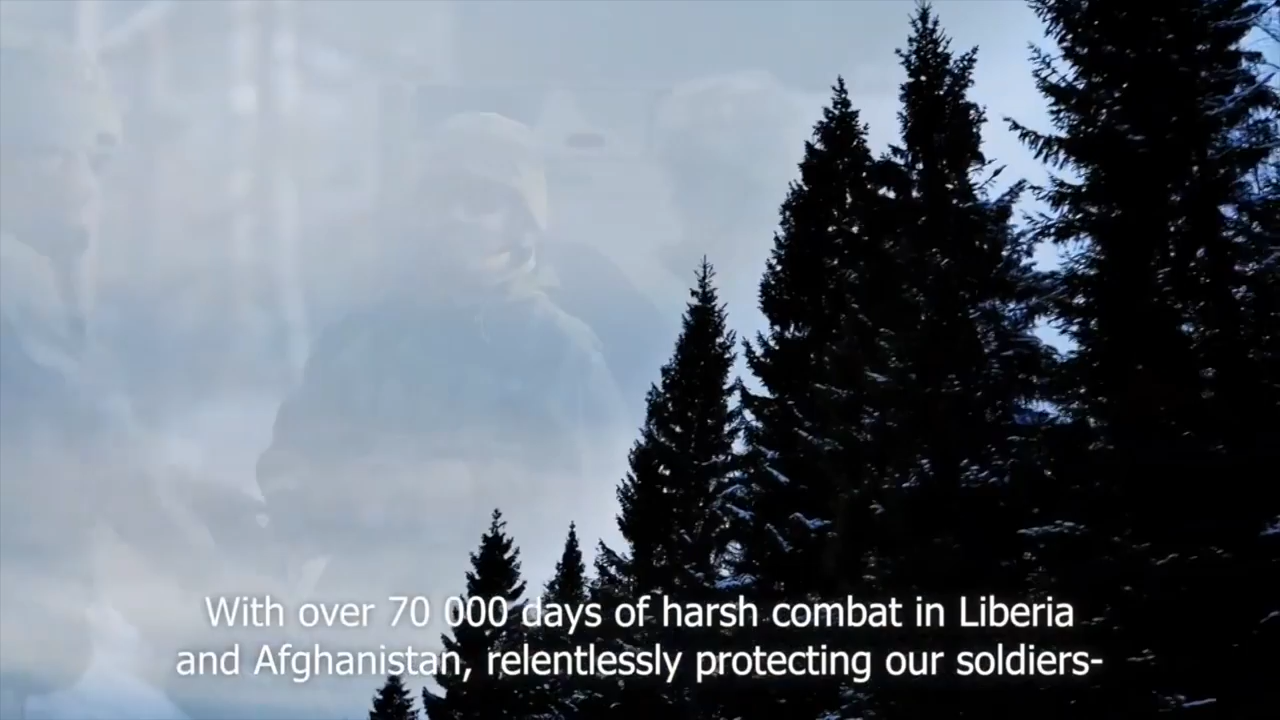 With over 70 000 days of harsh combat in Liberia
and Afghanistan, relentlessly protecting our soldiers-